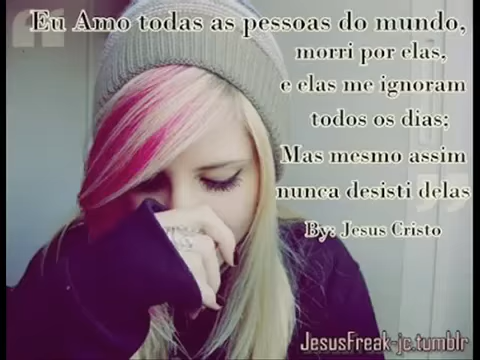 Eu Amo todas as pessoas do mundo,
morri por elas,
e elas me ignoram
todos os dias;
Mas mesmo assim
nunca desisti delas
By: Jesus Cristo
JesusFreak-jc.tumblr